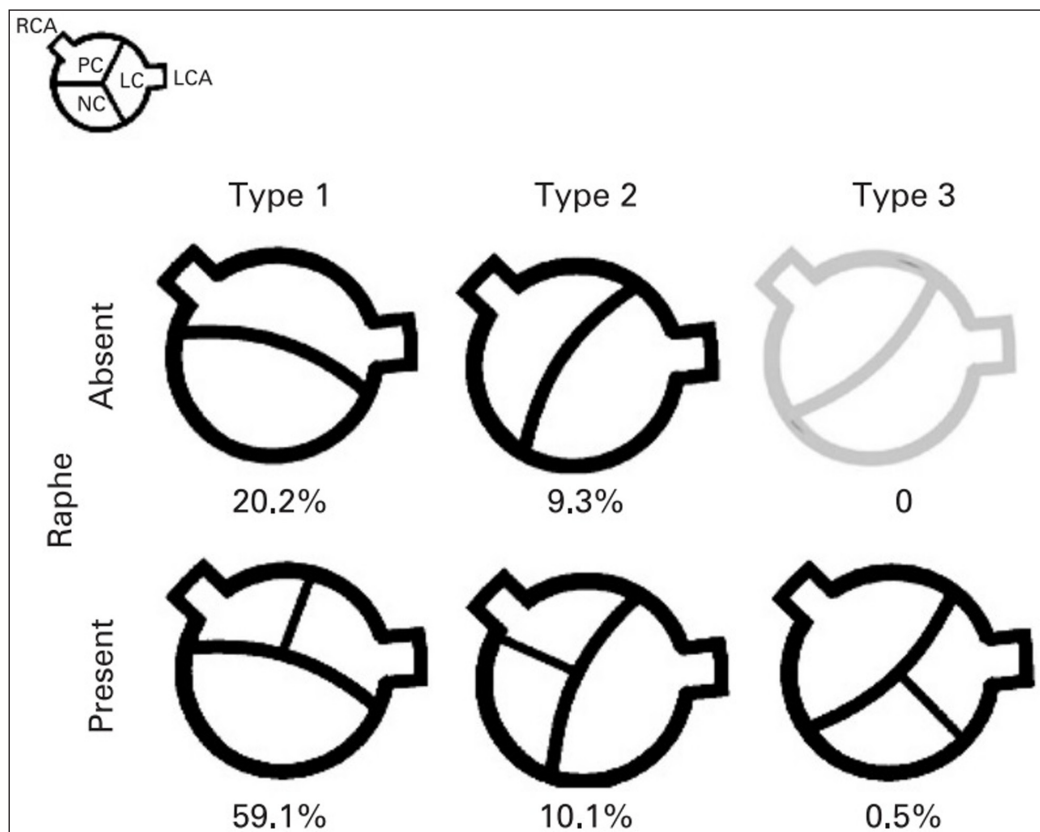 RCA
PC
LC
LCA
NC
Type 1 Type 2 Type 3
Absent
20.2% 9.3% 0
Raphe
Present
59.1% 10.1% 0.5%